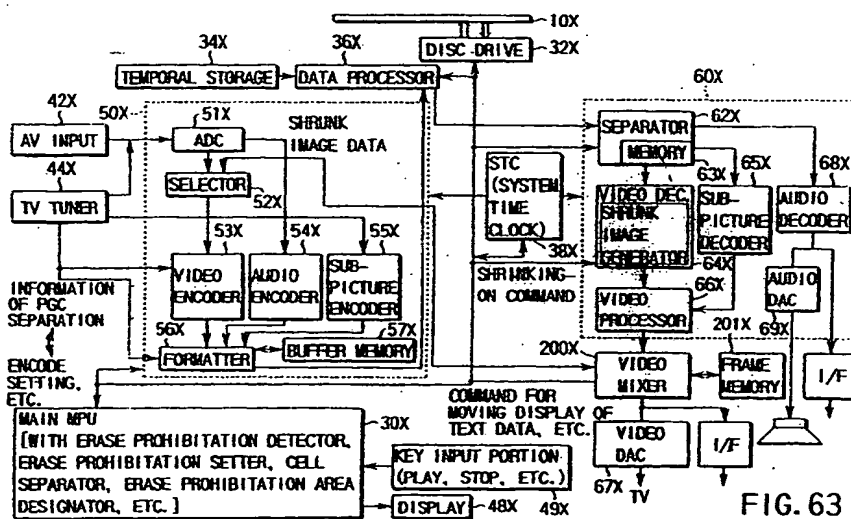 10X
34X
36X
DISC-DRIVE
32X
TEMPORAL STORAGE
DATA PROCESSOR
60X
42X
50X
51X
AV INPUT
ADC
SHRUNK
IMAGE DATA
44X
SELECTOR
52X
TV TUNER
53X
54X
55X
VIDEO
ENCODER
AUDIO
ENCODER
SUB-
PICTURE
ENCODER
INFORMATION
OF PGC
SEPARATION
56X
57X
FORMATTER
BUFFER MEMORY
ENCODE
SETTING,
ETC.
SEPARATOR
62X
MEMORY
63X
65X
68X
STC
(SYSTEM
TIME
CLOCK)
38X
VIDEO DEC.
SHRUNK
IMAGE
GENERATOR
64X
SUB-
PICTURE
DECODER
AUDIO
DECODER
SHRINKING-
ON COMMAND
66X
AUDIO
DAC
69X
VIDEO
PROCESSOR
201X
200X
VIDEO
MIXER
FRAME
MEMORY
I/F
COMMAND FOR
MOVING DISPLAY OF
TEXT DATA, ETC.
MAIN MPU
30X
[WITH ERASE PROHIBITATION DETECTOR,
ERASE PROHIBITATION SETTER, CELL
SEPARATOR, ERASE PROHIBITATION AREA
DESIGNATOR, ETC.]
KEY INPUT PORTION
(PLAY, STOP, ETC.)
49X
DISPLAY
48X
VIDEO
DAC
67X
I/F
TV
FIG. 63